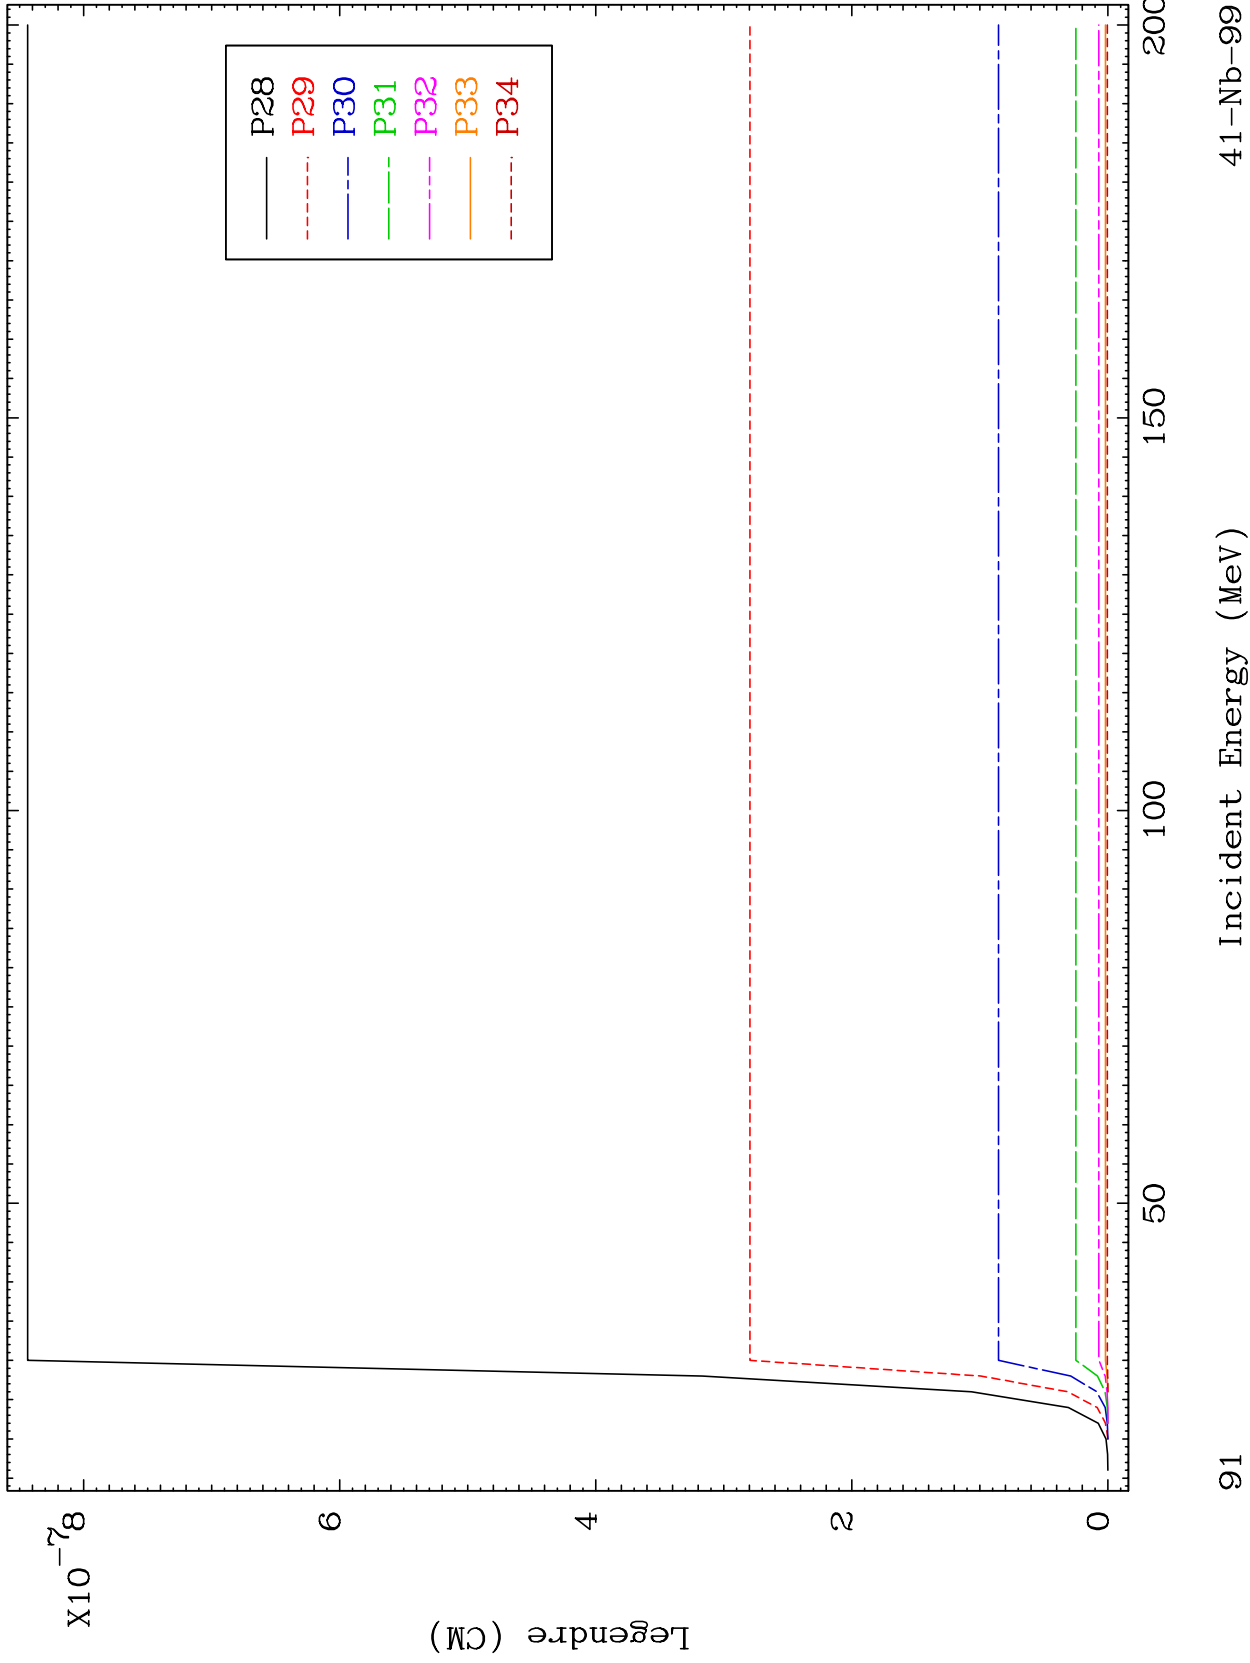 X10-7
8
6
4
2
0
Legendre (CM)
P28
P29
P30
P31
P32
P33
P34
50
100
150
200
Incident Energy (MeV)
91
41-Nb-99